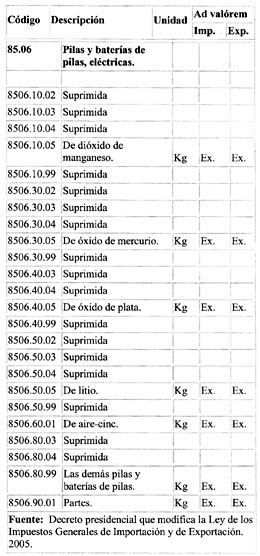 Código Descripción Unidad Ad valórem
Imp. Exp.
85.06 Pilas y baterías de
pilas, eléctricas.
8506.10.02 Suprimida
8506.10.03 Suprimida
8506.10.04 Suprimida
8506.10.05 De dióxido de
manganeso. Kg Ex. Ex.
8506.10.99 Suprimida
8506.30.02 Suprimida
8506.30.03 Suprimida
8506.30.04 Suprimida
8506.30.05 De óxido de mercurio. Kg Ex. Ex.
8506.30.99 Suprimida
8506.40.03 Suprimida
8506.40.04 Suprimida
8506.40.05 De óxido de plata. Kg Ex. Ex.
8506.40.99 Suprimida
8506.50.02 Suprimida
8506.50.03 Suprimida
8506.50.04 Suprimida
8506.50.05 De litio. Kg Ex. Ex.
8506.50.99 Suprimida
8506.60.01 De aire-cinc. Kg Ex. Ex.
8506.80.03 Suprimida
8506.80.04 Suprimida
8506.80.99 Las demás pilas y
baterías de pilas. Kg Ex. Ex.
8506.90.01 Partes. Kg Ex. Ex.
Fuente: Decreto presidencial que modifica la Ley de los
Impuestos Generales de Importación y de Exportación.
2005.